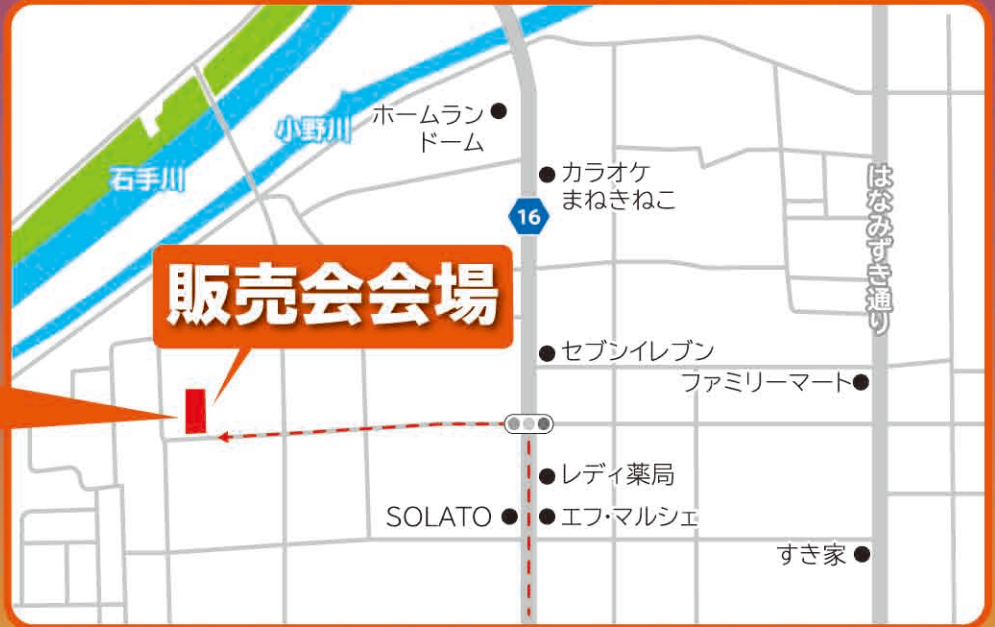 ホームラン
ドーム
小野川
石手川
カラオケ
まねきねこ
16
はなみずき通り
販売会会場
セブンイレブン
ファミリーマート
レディ薬局
SOLATO
エフ・マルシェ
すき家